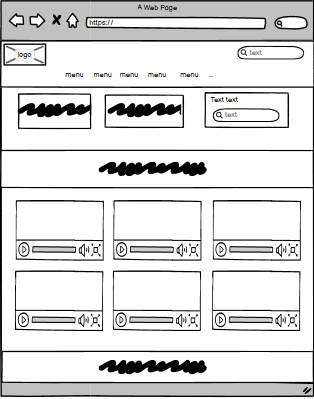 A Web Page
https://
logo
text
menu menu menu menu menu ...
Text text
text